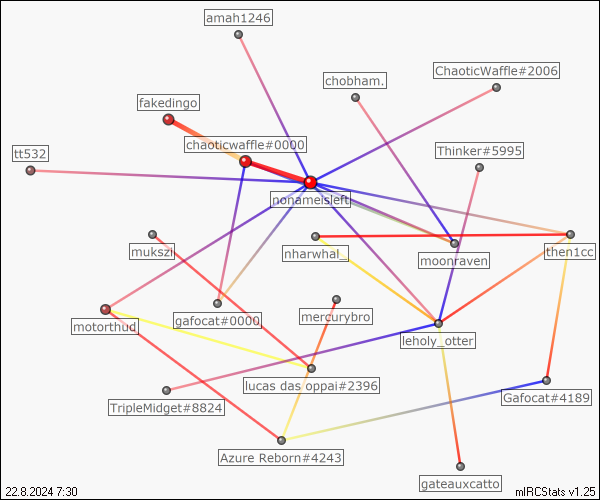 amah1246
ChaoticWaffle#2006
chobham.
fakedingo
chaoticwaffle#0000
Thinker#5995
tt532
nonameisleft
mukszi
nharwhal_
moonraven
then1cc
gafocat#0000
mercurybro
motorthud
leholy_otter
lucas das oppai#2396
TripleMidget#8824
Gafocat#4189
Azure Reborn#4243
gateauxcatto
22.8.2024 7:30
mIRCStats v1.25